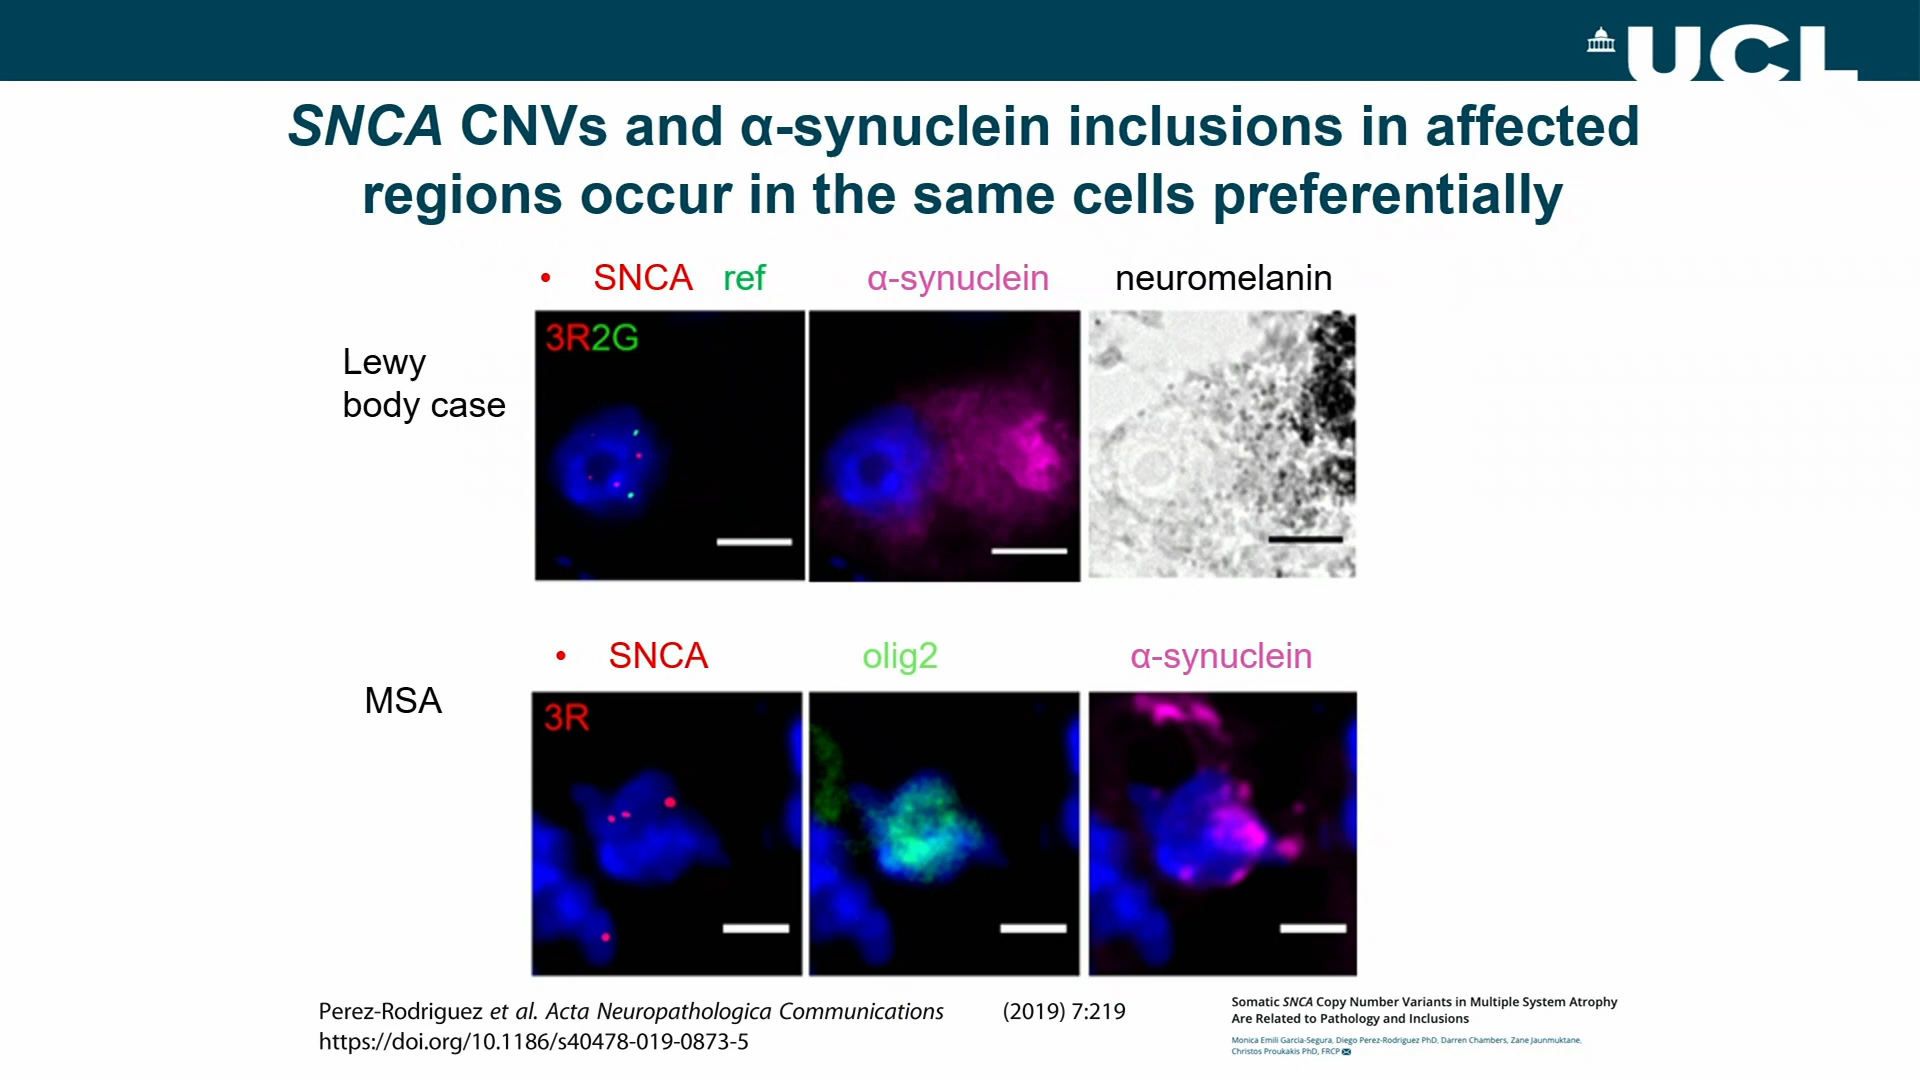 UCL
SNCA CNVs and α-synuclein inclusions in affected
regions occur in the same cells preferentially
• SNCA ref α-synuclein neuromelanin
3R2G
Lewy
body case
• SNCA olig2 α-synuclein
MSA
3R
Perez-Rodriguez et al. Acta Neuropathologica Communications (2019) 7:219
https://doi.org/10.1186/s40478-019-0873-5
Somatic SNCA Copy Number Variants in Multiple System Atrophy
Are Related to Pathology and Inclusions
Monica Emili Garcia-Segura, Diego Perez-Rodriguez PhD, Darren Chambers, Zane Jaunmuktane,
Christos Proukakis PhD, FRCP